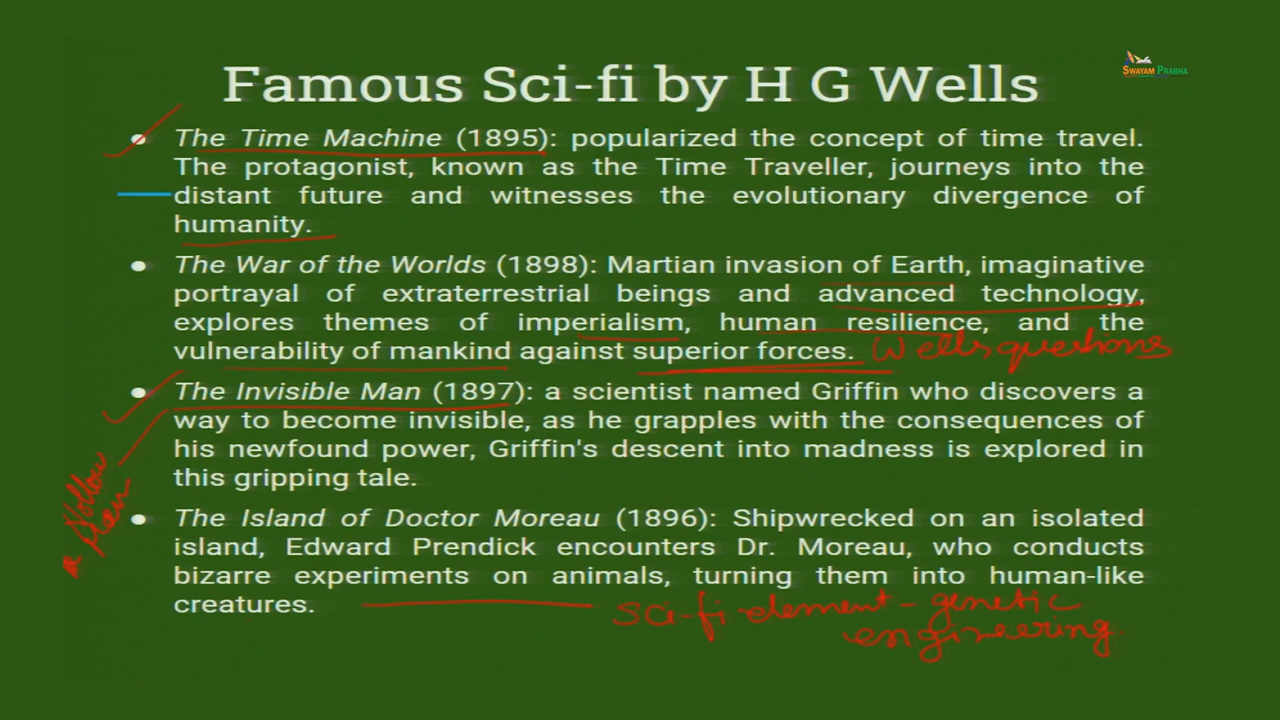 SWAYAM PRABHA
Famous Sci-fi by H G Wells
• The Time Machine (1895): popularized the concept of time travel.
The protagonist, known as the Time Traveller, journeys into the
distant future and witnesses the evolutionary divergence of
humanity.
• The War of the Worlds (1898): Martian invasion of Earth, imaginative
portrayal of extraterrestrial beings and advanced technology,
explores themes of imperialism, human resilience, and the
vulnerability of mankind against superior forces. Wells questions
• The Invisible Man (1897): a scientist named Griffin who discovers a
way to become invisible, as he grapples with the consequences of
his newfound power, Griffin's descent into madness is explored in
this gripping tale.
• The Island of Doctor Moreau (1896): Shipwrecked on an isolated
island, Edward Prendick encounters Dr. Moreau, who conducts
bizarre experiments on animals, turning them into human-like
creatures.
sci-fi element - genetic
engineering.